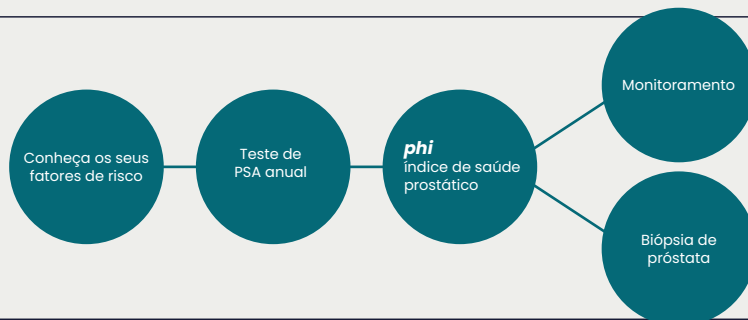 Conheça os seus
fatores de risco
Teste de
PSA anual
phi
índice de saúde
prostático
Monitoramento
Biópsia de
próstata